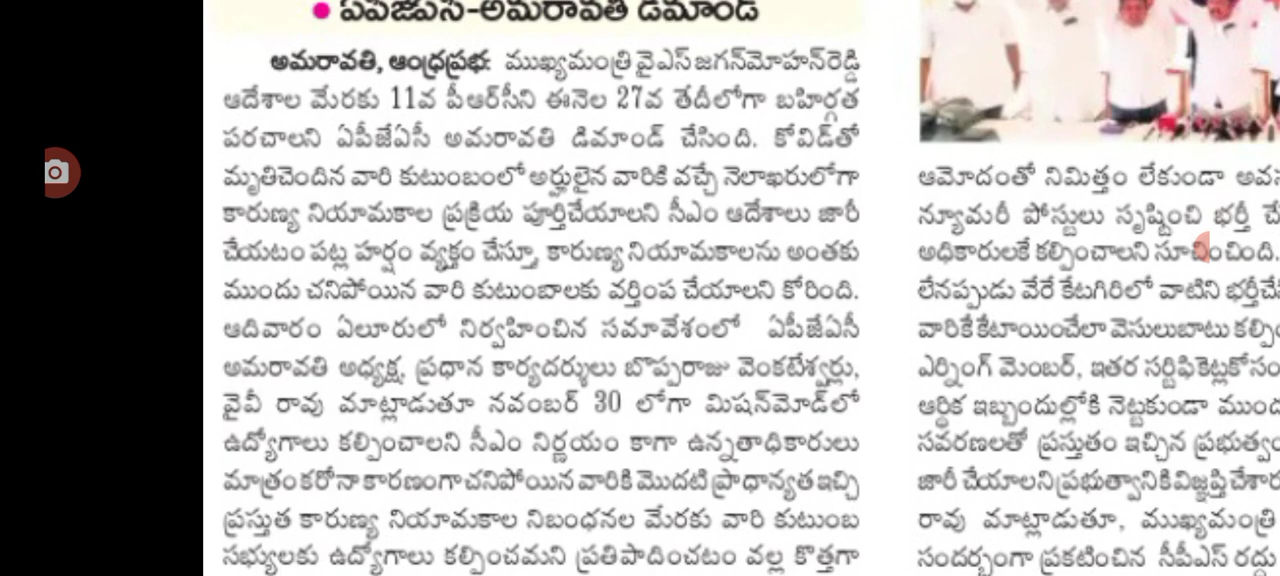 ఏపీజేఏసీ-అమరావతి డిమాండ్
అమరావతి, ఆంధ్రప్రభ: ముఖ్యమంత్రి వైఎస్ జగన్‌మోహన్‌రెడ్డి
ఆదేశాల మేరకు 11వ పీఆర్‌సీని ఈనెల 27వ తేదీలోగా బహిర్గత
పరచాలని ఏపీజేఏసీ అమరావతి డిమాండ్ చేసింది. కోవిడ్‌తో
మృతిచెందిన వారి కుటుంబంలో అర్హులైన వారికి వచ్చే నెలాఖరులోగా
కారుణ్య నియామకాల ప్రక్రియ పూర్తిచేయాలని సీఎం ఆదేశాలు జారీ
చేయటం పట్ల హర్షం వ్యక్తం చేస్తూ, కారుణ్య నియామకాలను అంతకు
ముందు చనిపోయిన వారి కుటుంబాలకు వర్తింప చేయాలని కోరింది.
ఆదివారం ఏలూరులో నిర్వహించిన సమావేశంలో ఏపీజేఏసీ
అమరావతి అధ్యక్ష, ప్రధాన కార్యదర్శులు బొప్పరాజు వెంకటేశ్వర్లు,
వైవీ రావు మాట్లాడుతూ నవంబర్ 30 లోగా మిషన్‌మోడ్‌లో
ఉద్యోగాలు కల్పించాలని సీఎం నిర్ణయం కాగా ఉన్నతాధికారులు
మాత్రం కరోనా కారణంగా చనిపోయిన వారికి మొదటి ప్రాధాన్యత ఇచ్చి
ప్రస్తుత కారుణ్య నియామకాల నిబంధనల మేరకు వారి కుటుంబ
సభ్యులకు ఉద్యోగాలు కల్పించమని ప్రతిపాదించటం వల్ల కొత్తగా
ఆమోదంతో నిమిత్తం లేకుండా
న్యూమరీ పోస్టులు సృష్టించి భర్తీ
అధికారులకే కల్పించాలని సూచించింది.
లేనప్పుడు వేరే కేటగిరిలో వాటిని
వారికే కేటాయించేలా వెసులుబాటు
ఎర్నింగ్ మెంబర్, ఇతర సర్టిఫికెట్లకోసం
ఆర్థిక ఇబ్బందుల్లోకి నెట్టకుండా
సవరణలతో ప్రస్తుతం ఇచ్చిన
జారీ చేయాలని ప్రభుత్వానికి విజ్ఞప్తి
రావు మాట్లాడుతూ, ముఖ్యమంత్రి
సందర్భంగా ప్రకటించిన సీపీఎస్ రద్దు